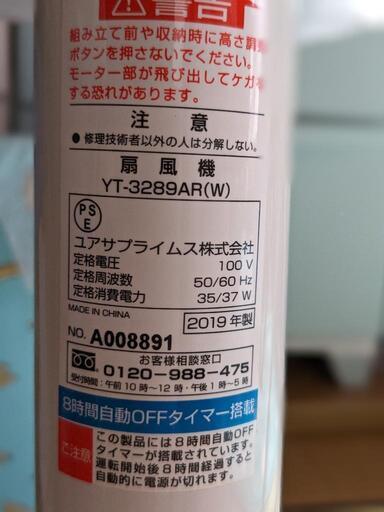 警告
組み立て前や収納時に高さ調
ボタンを押さないでください。
モーター部が飛び出してケガ
する恐れがあります。
注意
●修理技術者以外の人は分解しない。
扇風機
YT-3289AR(W)
PS
E
ユアサプライムス株式会社
定格電圧 100 V
定格周波数 50/60 Hz
定格消費電力 35/37 W
MADE IN CHINA
NO. A008891 2019年製
お客様相談窓口
0120-988-475
受付時間:午前10時〜12時・午後1時〜5時
8時間自動OFFタイマー搭載
ご注意
この製品には8時間自動OFF
タイマーが搭載されています。
運転開始後8時間経過すると
自動的に電源が切れます。